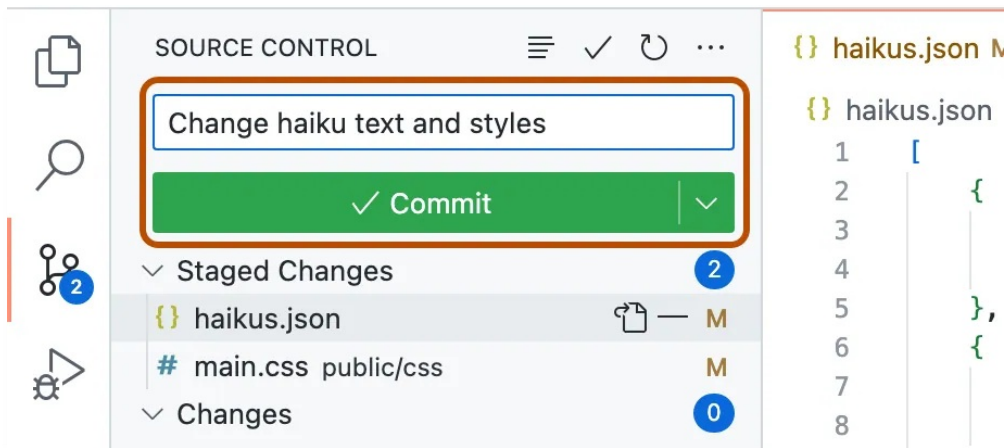 SOURCE CONTROL
Change haiku text and styles
Commit
Staged Changes 2
{} haikus.json M
# main.css public/css M
Changes 0
2
{} haikus.json M
{} haikus.json
1 [
2 {
3
4
5 },
6 {
7
8